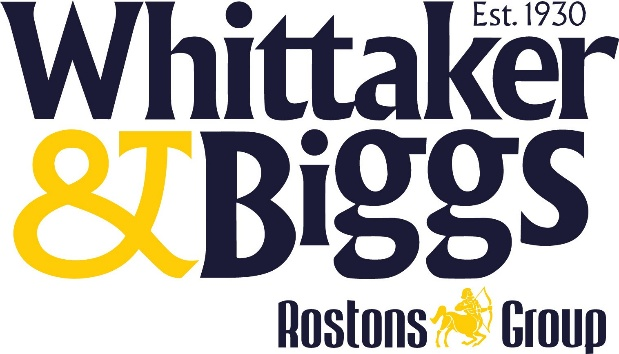 Est. 1930
Whittaker
& Biggs
Rostons Group